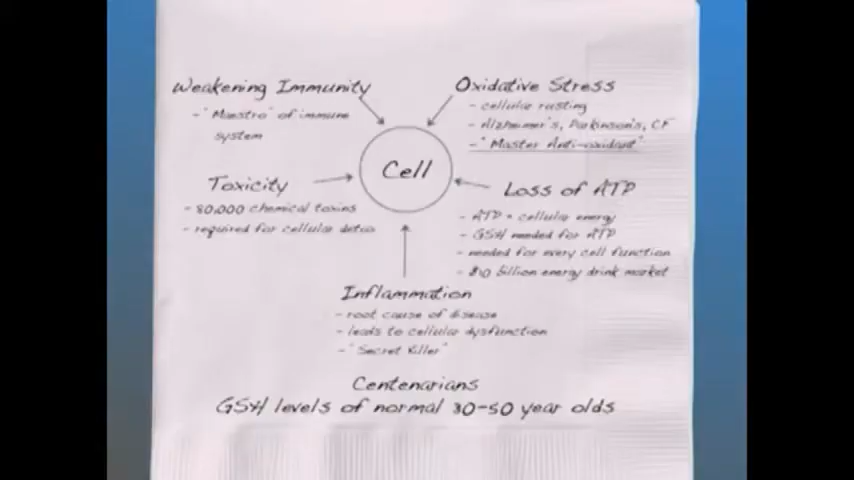 Weakening Immunity
- "Maestro" of immune
system
Oxidative Stress
- cellular rusting
- Alzheimer's, Parkinson's, CF
- "Master Anti-oxidant"
Cell
Toxicity
- 80,000 chemical toxins
- required for cellular detox
Loss of ATP
- ATP = cellular energy
- GSH needed for ATP
- needed for every cell function
- $10 billion energy drink market
Inflammation
- root cause of disease
- leads to cellular dysfunction
- "Secret Killer"
Centenarians
GSH levels of normal 30-50 year olds